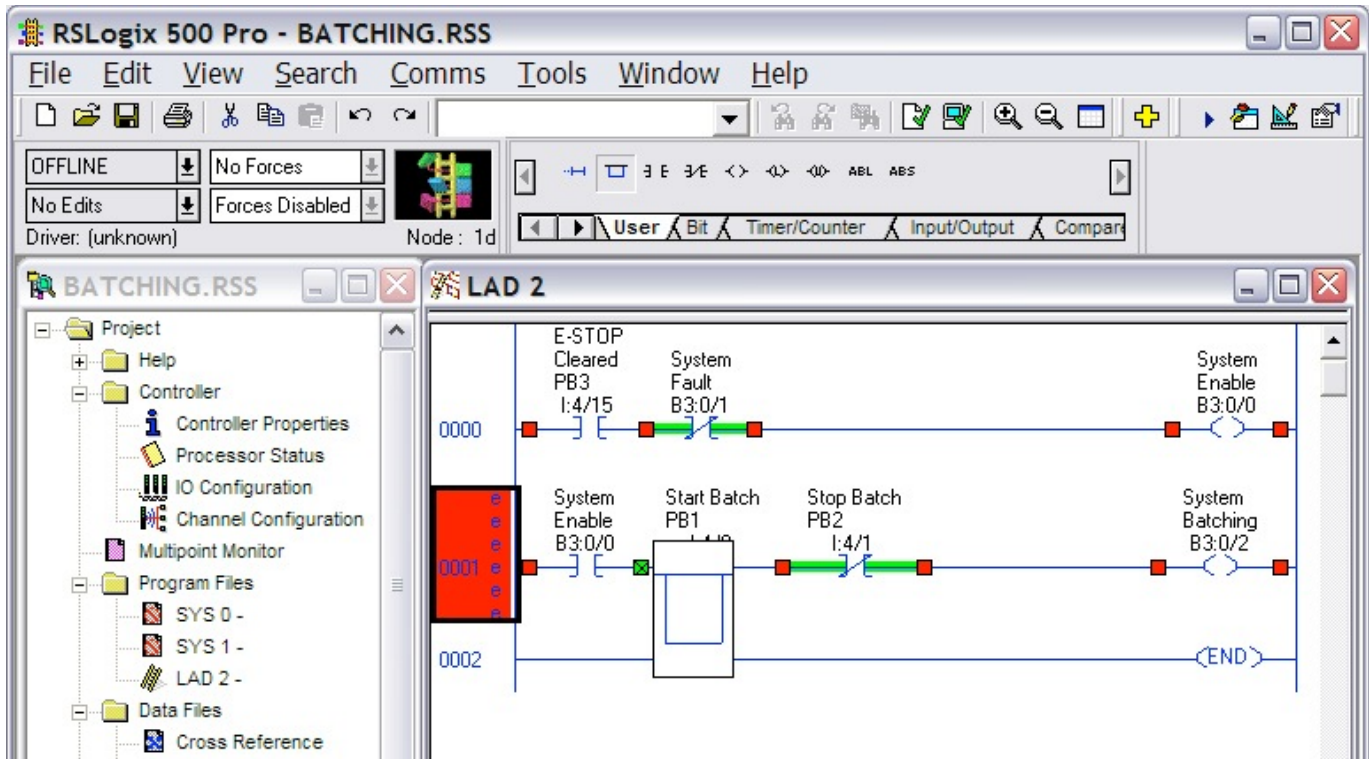 RSLogix 500 Pro - BATCHING.RSS
File Edit View Search Comms Tools Window Help
OFFLINE No Forces
No Edits Forces Disabled
Driver: (unknown) Node : 1d
ABL ABS
User Bit Timer/Counter Input/Output Compare
BATCHING.RSS
Project
Help
Controller
Controller Properties
Processor Status
IO Configuration
Channel Configuration
Multipoint Monitor
Program Files
SYS 0 -
SYS 1 -
LAD 2 -
Data Files
Cross Reference
LAD 2
E-STOP
Cleared System System
PB3 Fault Enable
I:4/15 B3:0/1 B3:0/0
0000
e System Start Batch Stop Batch System
e Enable PB1 PB2 Batching
e B3:0/0 I:4/1 B3:0/2
0001 e
e
e
0002 END